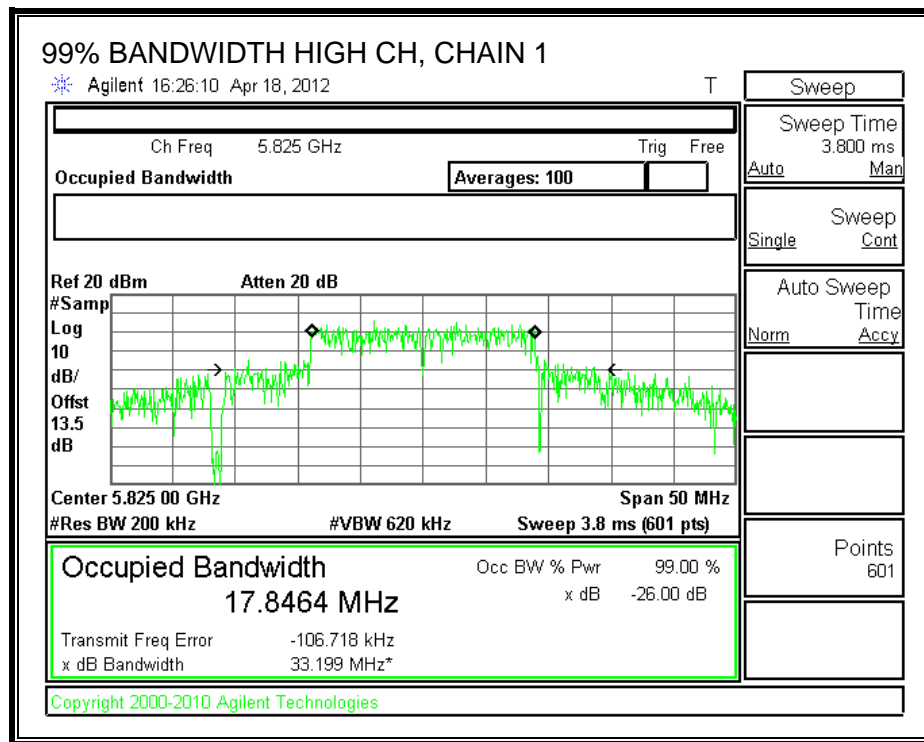 99% BANDWIDTH HIGH CH, CHAIN 1
Agilent 16:26:10 Apr 18, 2012 T
Ch Freq 5.825 GHz Trig Free
Occupied Bandwidth Averages: 100
Ref 20 dBm Atten 20 dB
#Samp
Log
10
dB/
Offst
13.5
dB
Center 5.825 00 GHz Span 50 MHz
#Res BW 200 kHz #VBW 620 kHz Sweep 3.8 ms (601 pts)
Occupied Bandwidth Occ BW % Pwr 99.00 %
17.8464 MHz x dB -26.00 dB
Transmit Freq Error -106.718 kHz
x dB Bandwidth 33.199 MHz*
Copyright 2000-2010 Agilent Technologies
Sweep
Sweep Time
3.800 ms
Auto Man
Sweep
Single Cont
Auto Sweep
Time
Norm Accy
Points
601